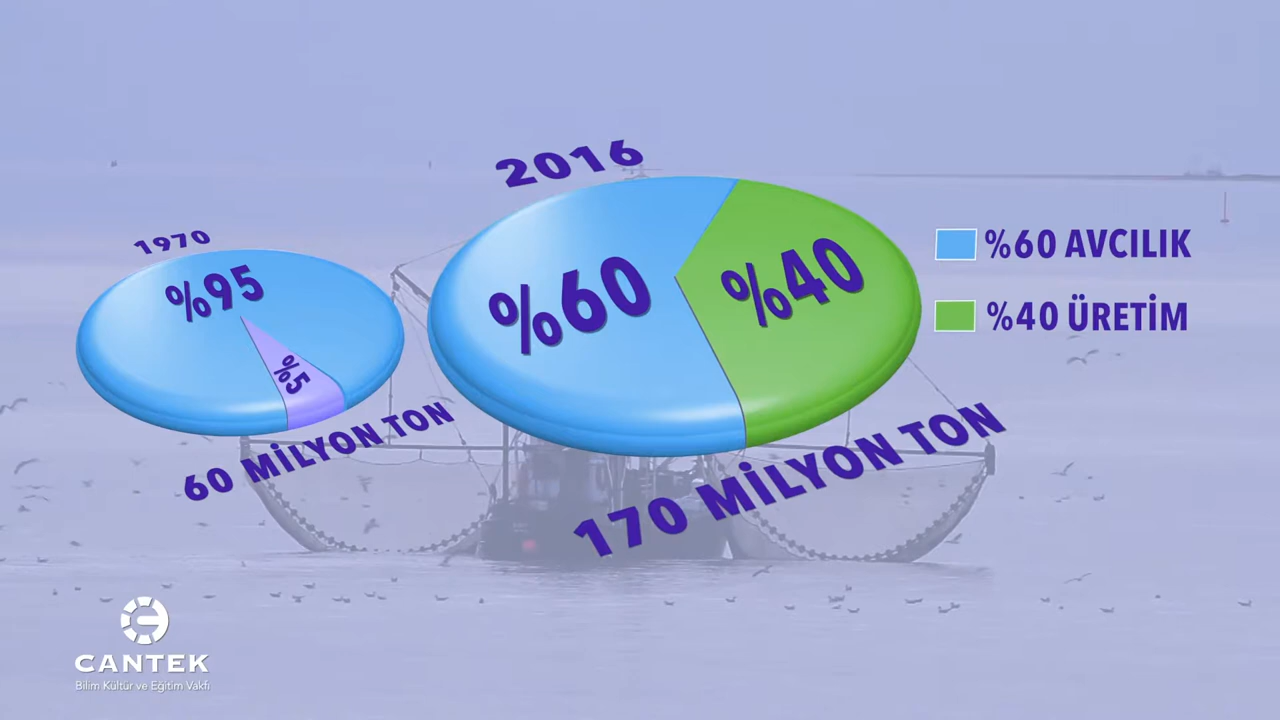 1970
%95
%5
60 MİLYON TON
2016
%60
%40
170 MİLYON TON
%60 AVCILIK
%40 ÜRETİM
CANTEK
Bilim Kültür ve Eğitim Vakfı